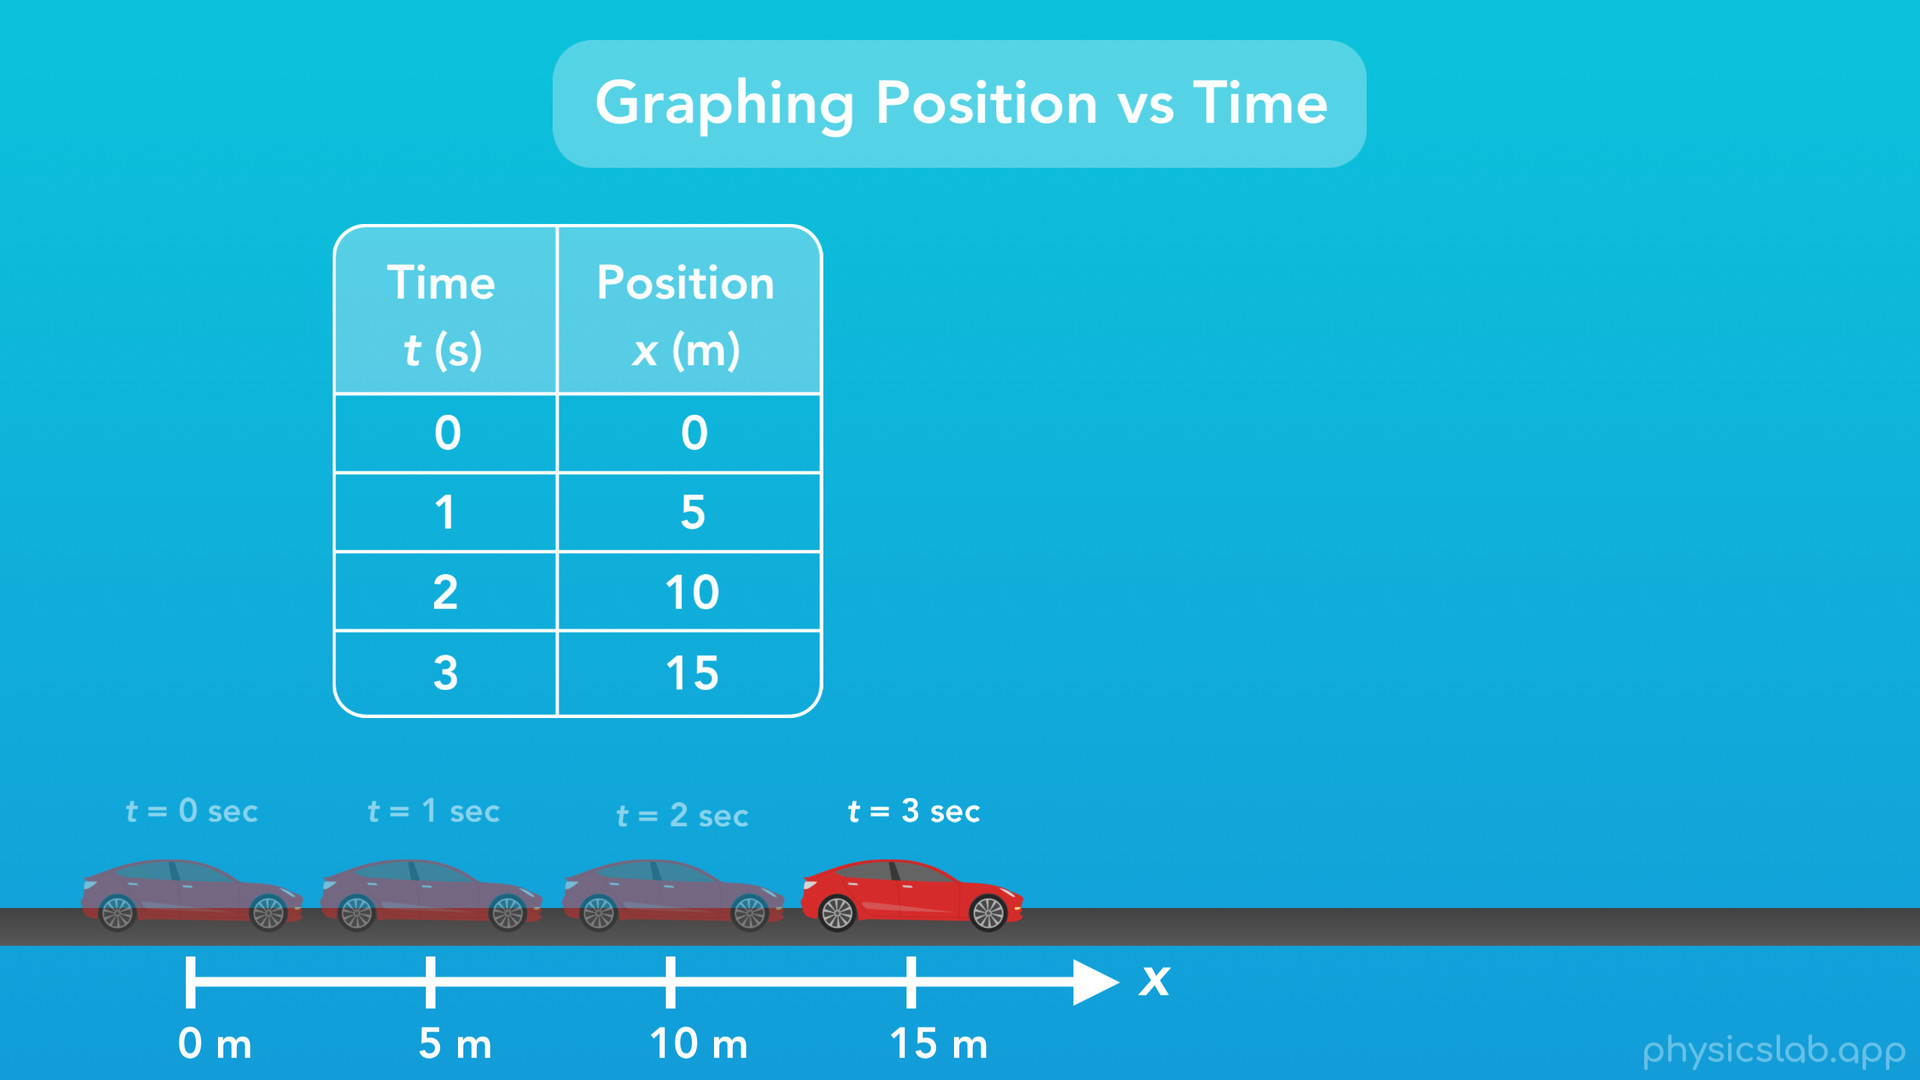 Graphing Position vs Time
Time Position
t (s) x (m)
0 0
1 5
2 10
3 15
t = 0 sec t = 1 sec t = 2 sec t = 3 sec
x
0 m 5 m 10 m 15 m
physicslab.app